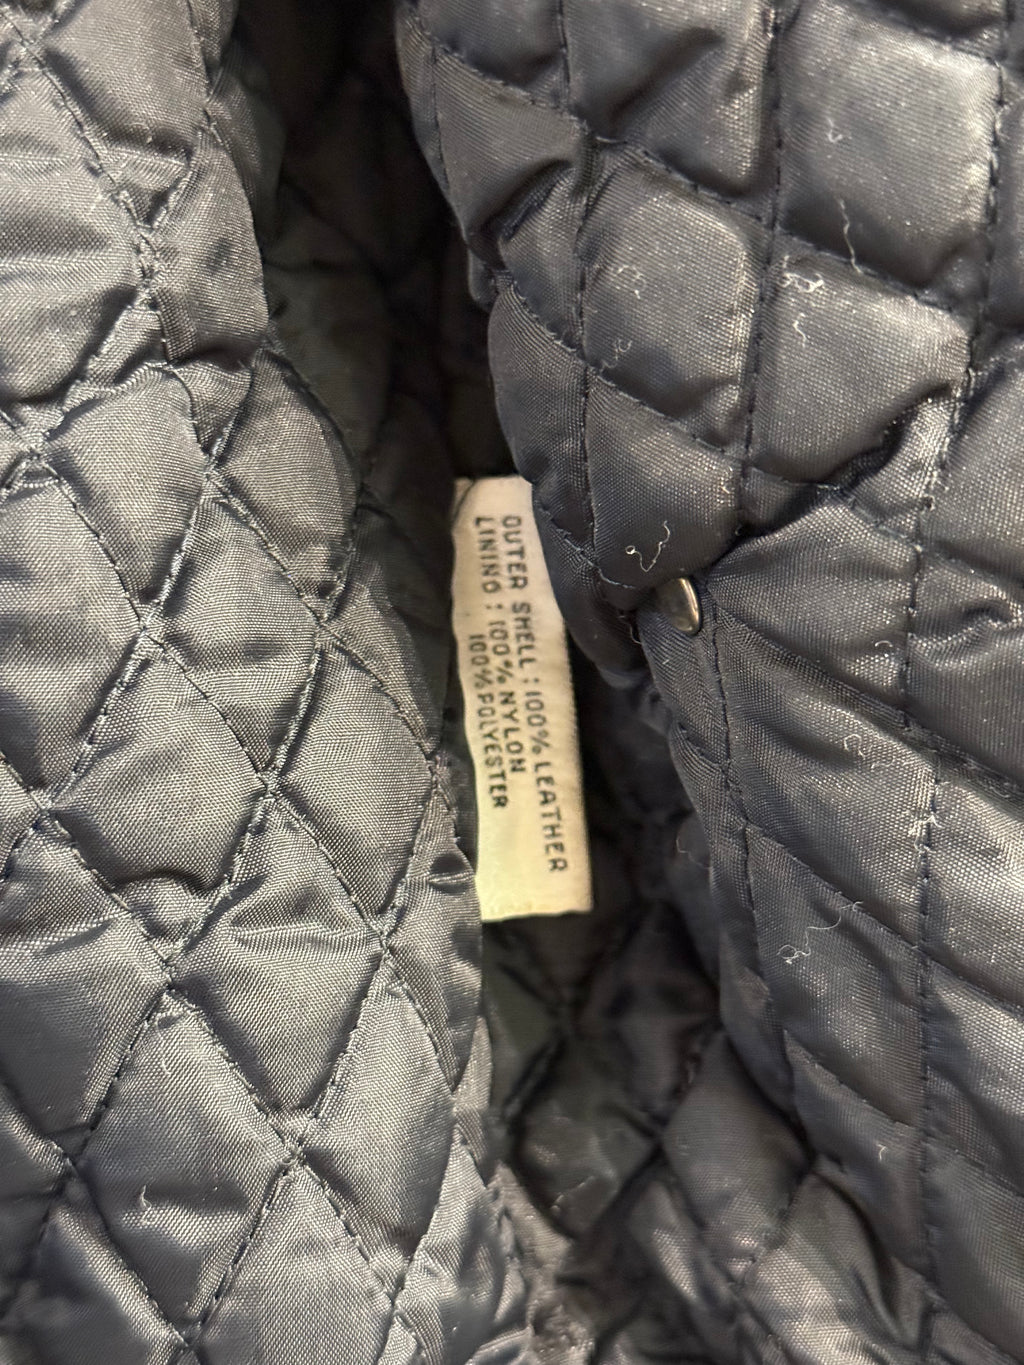 OUTER SHELL : 100% LEATHER
LINING : 100% NYLON
100% POLYESTER